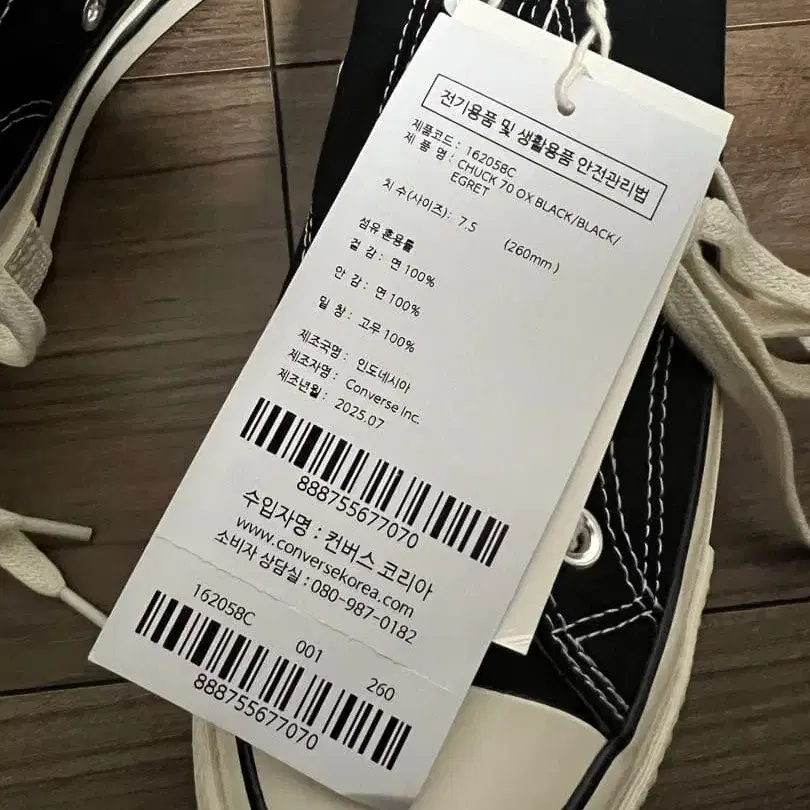 전기용품 및 생활용품 안전관리법
제품코드 : 162058C
제 품 명 : CHUCK 70 OX BLACK/BLACK/
EGRET
치 수(사이즈): 7.5 (260mm)
섬유 혼용률
겉 감 : 면 100%
안 감 : 면 100%
밑 창 : 고무 100%
제조국명 : 인도네시아
제조자명 : Converse Inc.
제조년월 : 2025.07
888755677070
수입자명 : 컨버스 코리아
www.conversekorea.com
소비자 상담실 : 080-987-0182
162058C 001 260
888755677070